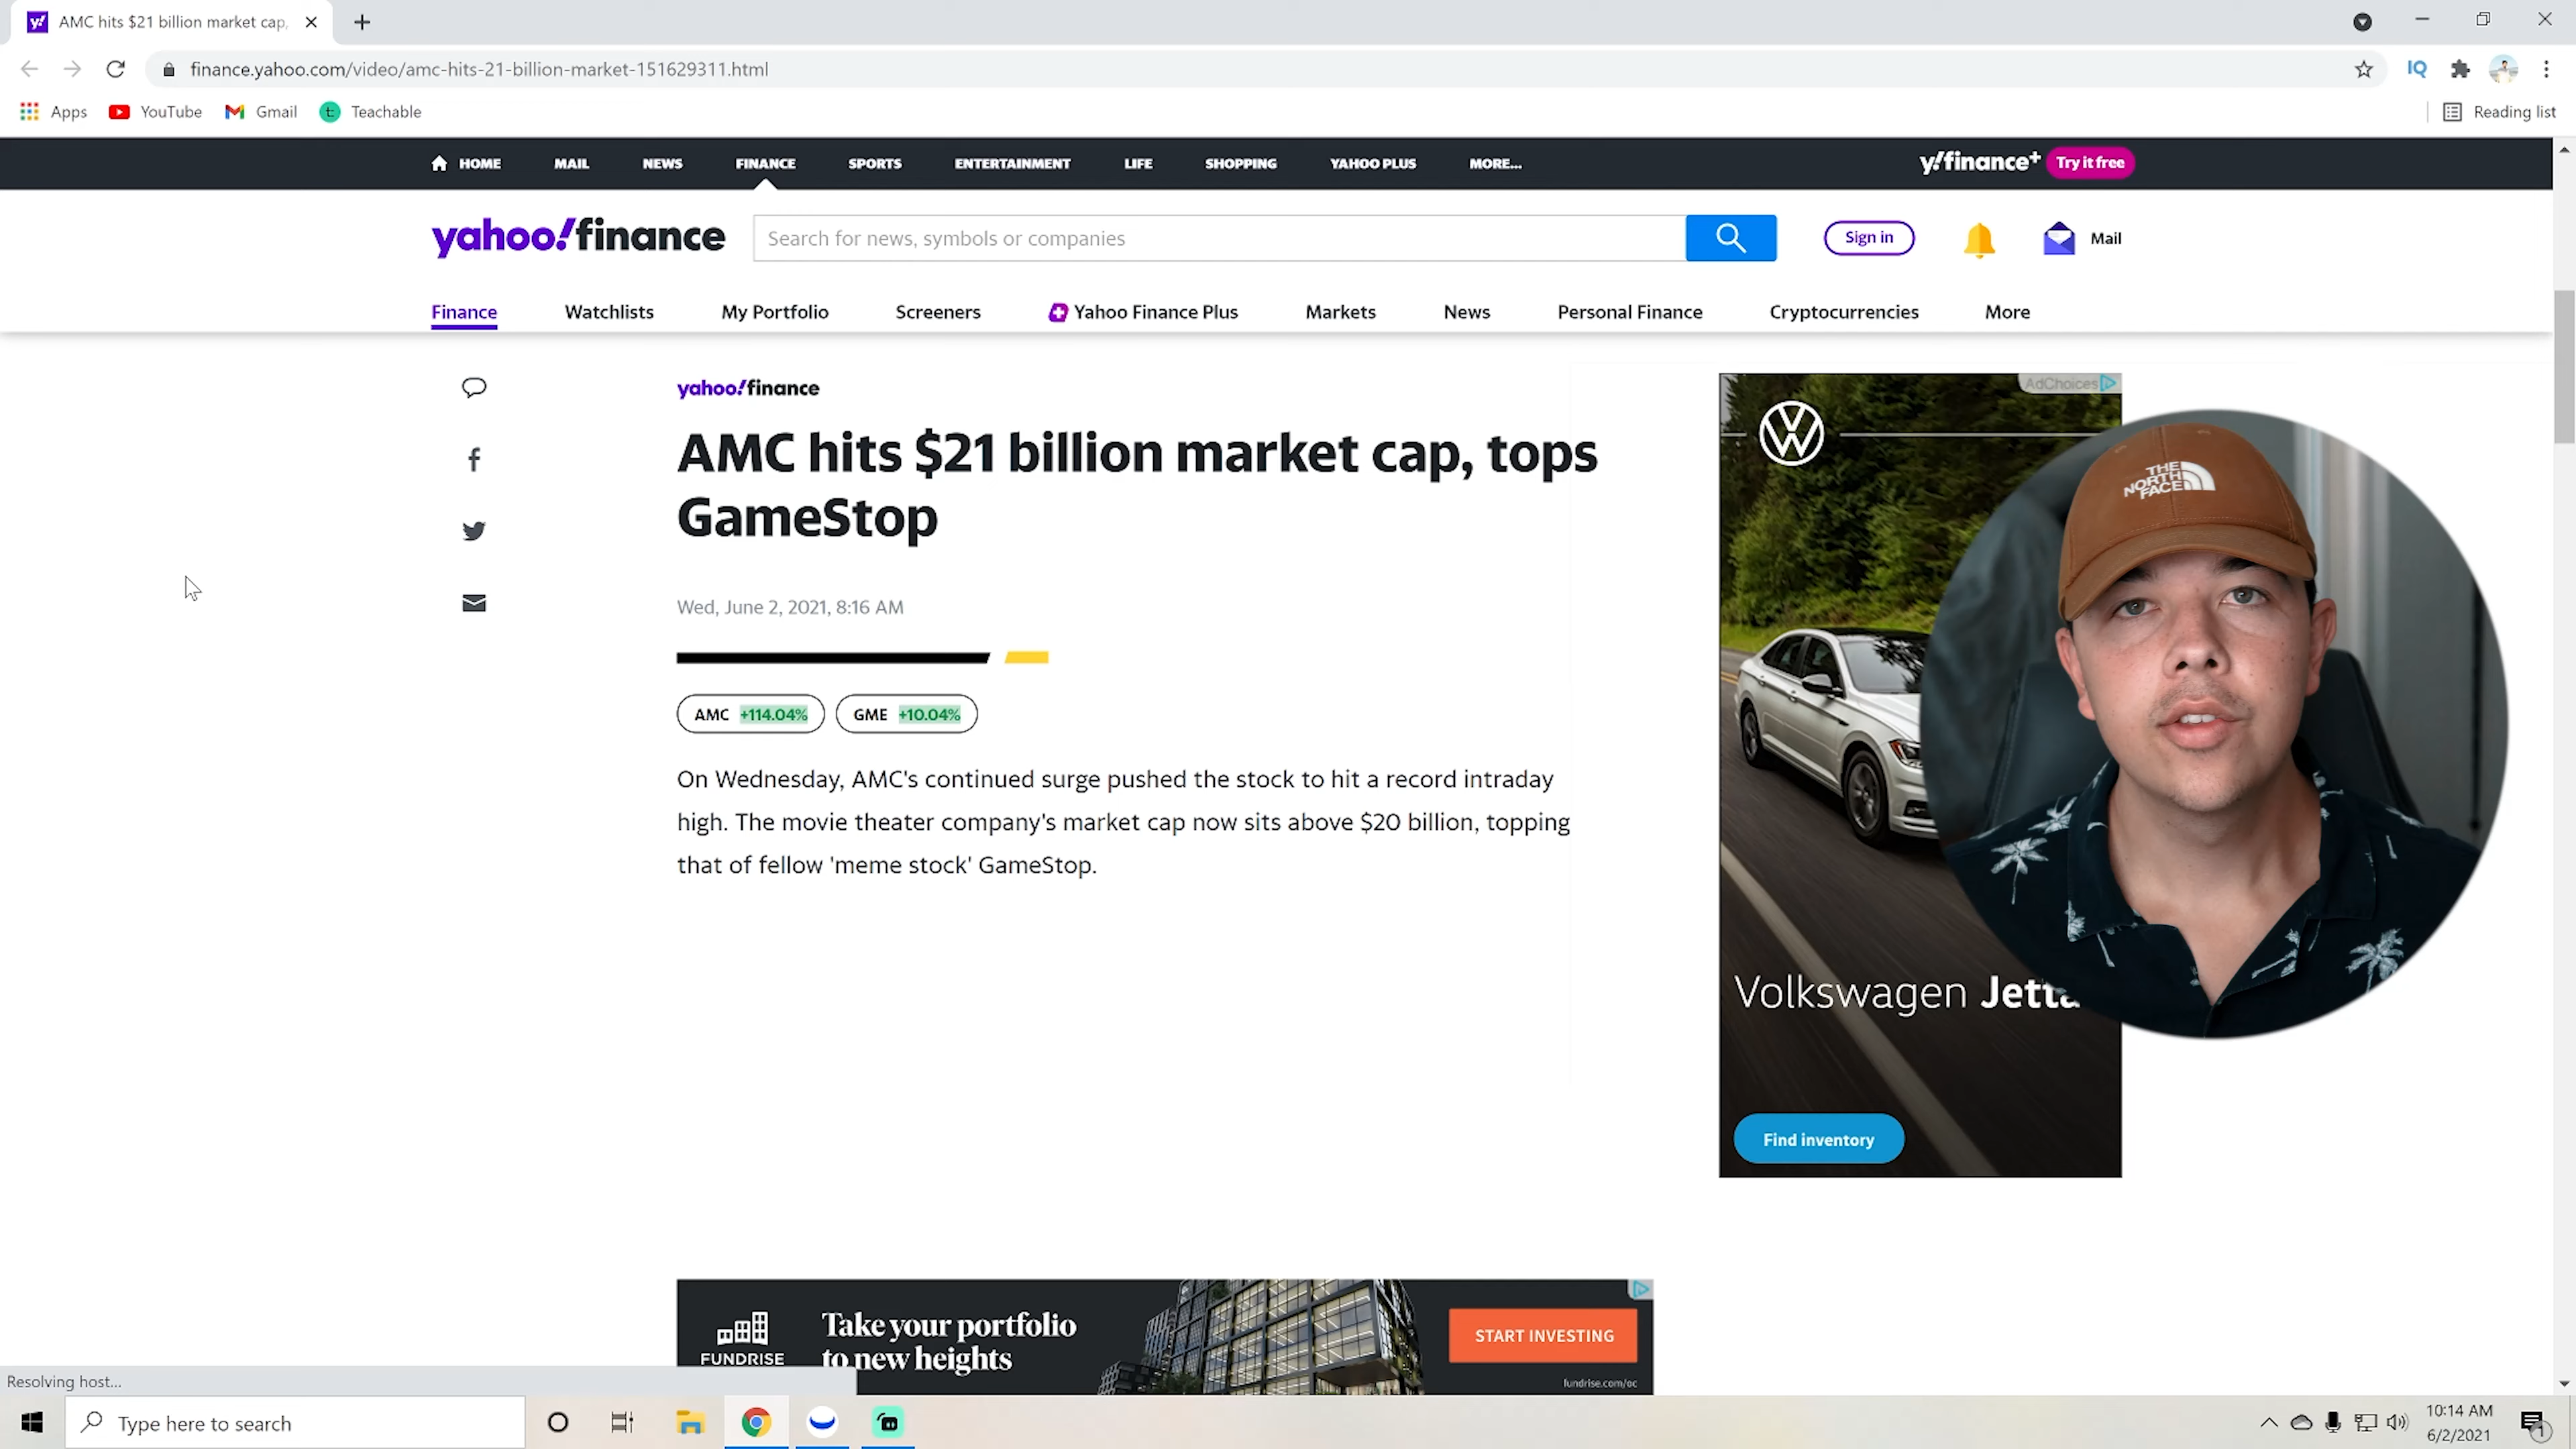 AMC hits $21 billion market cap,
finance.yahoo.com/video/amc-hits-21-billion-market-151629311.html
IQ
Apps YouTube Gmail Teachable Reading list
HOME MAIL NEWS FINANCE SPORTS ENTERTAINMENT LIFE SHOPPING YAHOO PLUS MORE... y!finance+ Try it free
yahoo!finance Search for news, symbols or companies Sign in Mail
Finance Watchlists My Portfolio Screeners Yahoo Finance Plus Markets News Personal Finance Cryptocurrencies More
yahoo!finance
AMC hits $21 billion market cap, tops
GameStop
Wed, June 2, 2021, 8:16 AM
AMC +114.04% GME +10.04%
On Wednesday, AMC's continued surge pushed the stock to hit a record intraday
high. The movie theater company's market cap now sits above $20 billion, topping
that of fellow 'meme stock' GameStop.
AdChoices
THE
NORTH
FACE
Volkswagen Jetta
Find inventory
FUNDRISE
Take your portfolio
to new heights
START INVESTING
fundrise.com/oc
Resolving host...
Type here to search
10:14 AM
6/2/2021
1